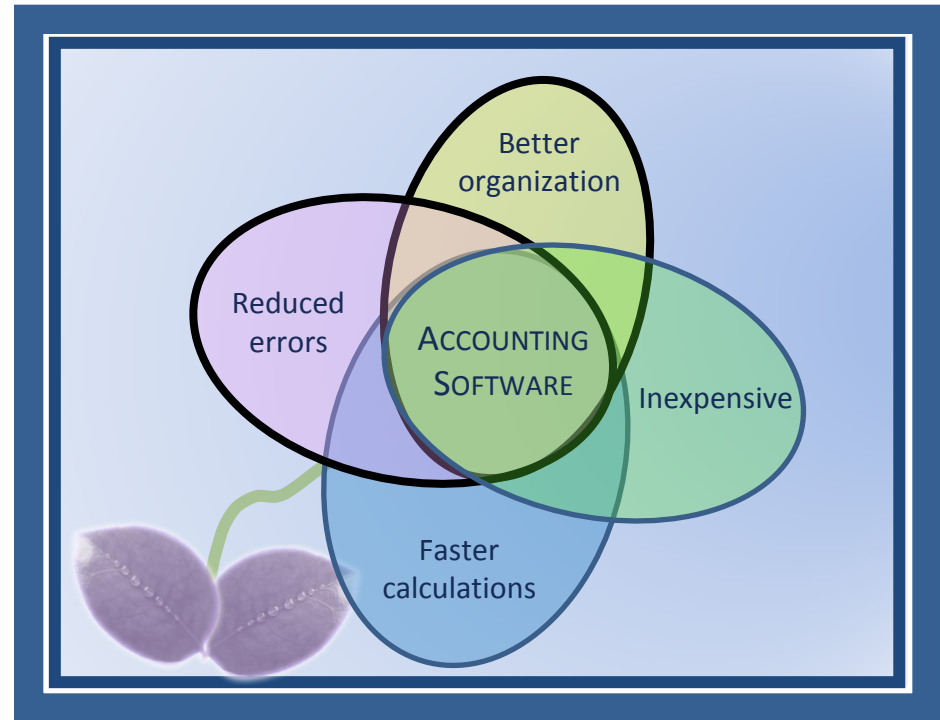 Better
organization
Reduced
errors
ACCOUNTING
SOFTWARE
Inexpensive
Faster
calculations